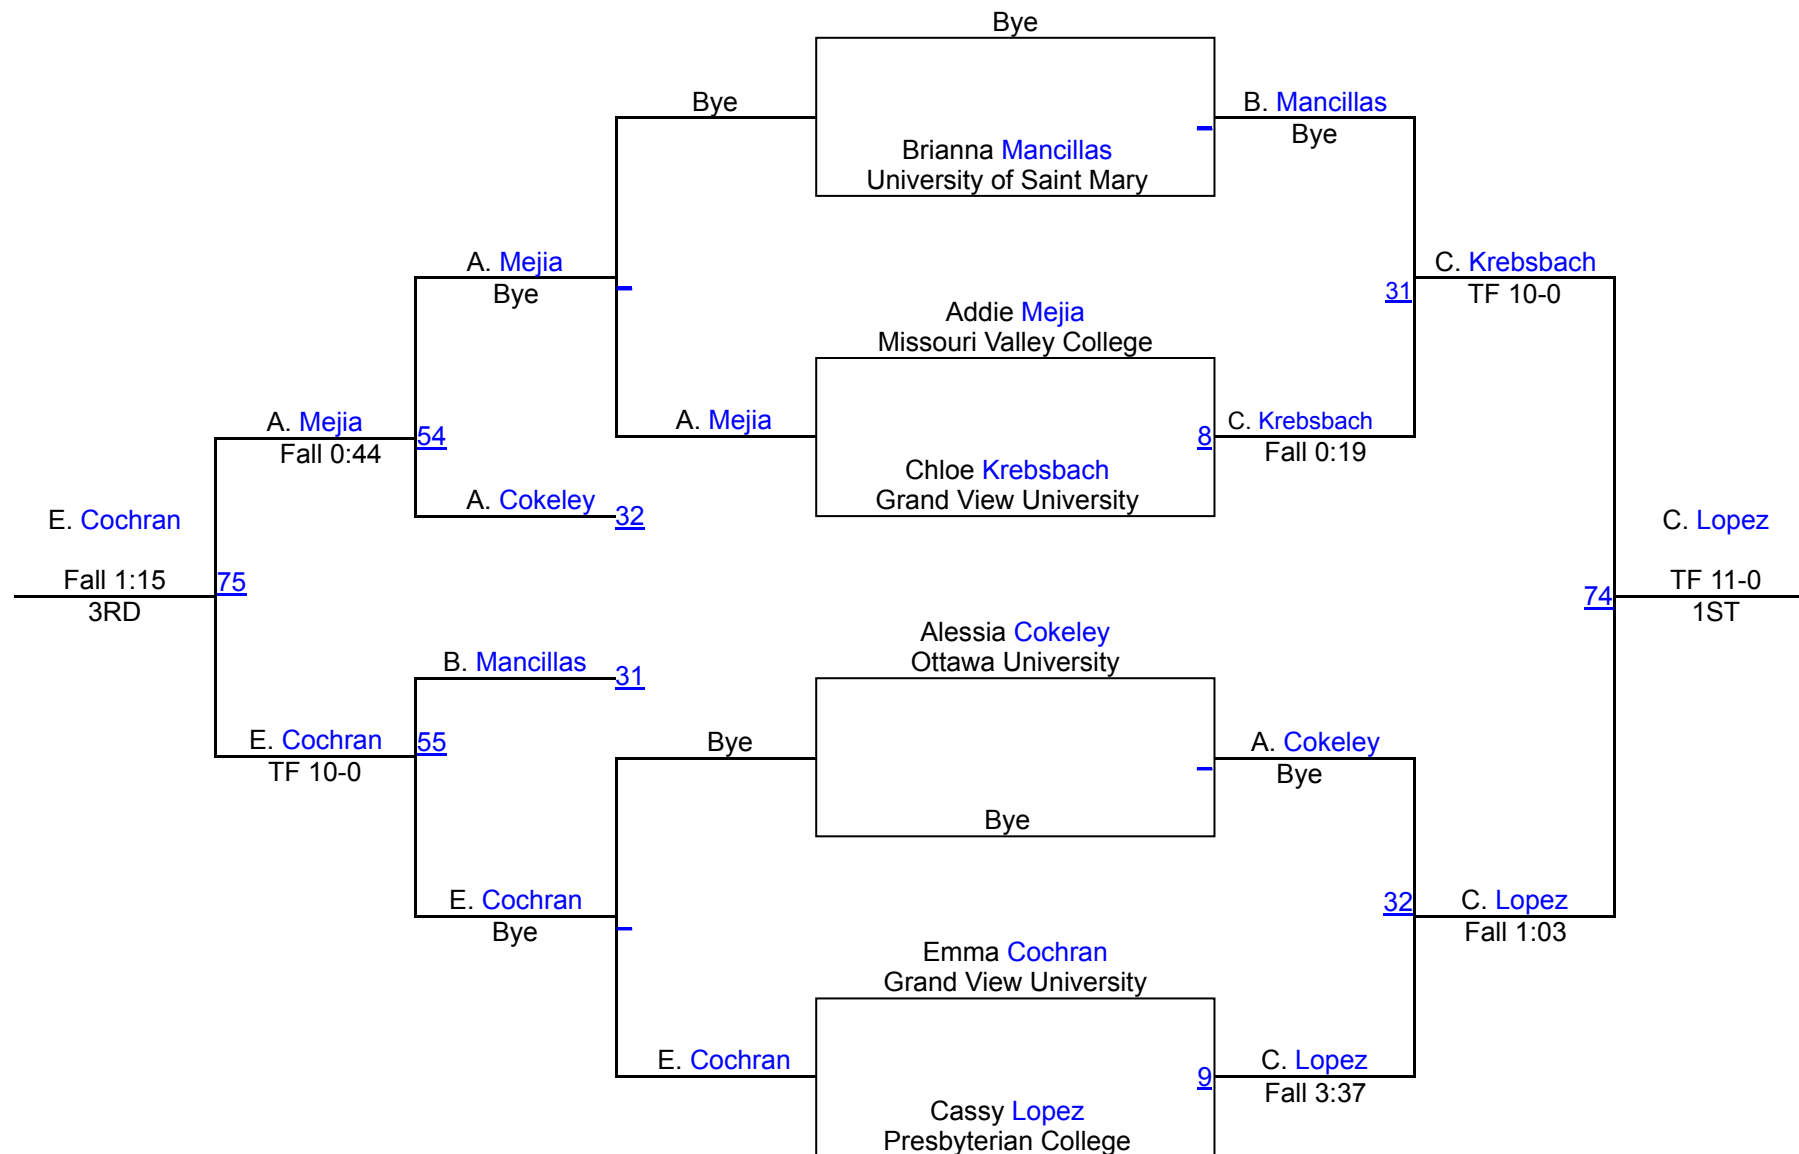 Bye
Bye
B. Mancillas
Bye
Brianna Mancillas
University of Saint Mary
A. Mejia
Bye
C. Krebsbach
TF 10-0
31
Addie Mejia
Missouri Valley College
A. Mejia
Fall 0:44
54
A. Mejia
8
C. Krebsbach
Fall 0:19
Chloe Krebsbach
Grand View University
A. Cokeley
32
E. Cochran
Fall 1:15
3RD
75
C. Lopez
TF 11-0
1ST
74
Alessia Cokeley
Ottawa University
B. Mancillas
31
E. Cochran
TF 10-0
55
Bye
A. Cokeley
Bye
Bye
E. Cochran
Bye
32
C. Lopez
Fall 1:03
Emma Cochran
Grand View University
E. Cochran
9
C. Lopez
Fall 3:37
Cassy Lopez
Presbyterian College